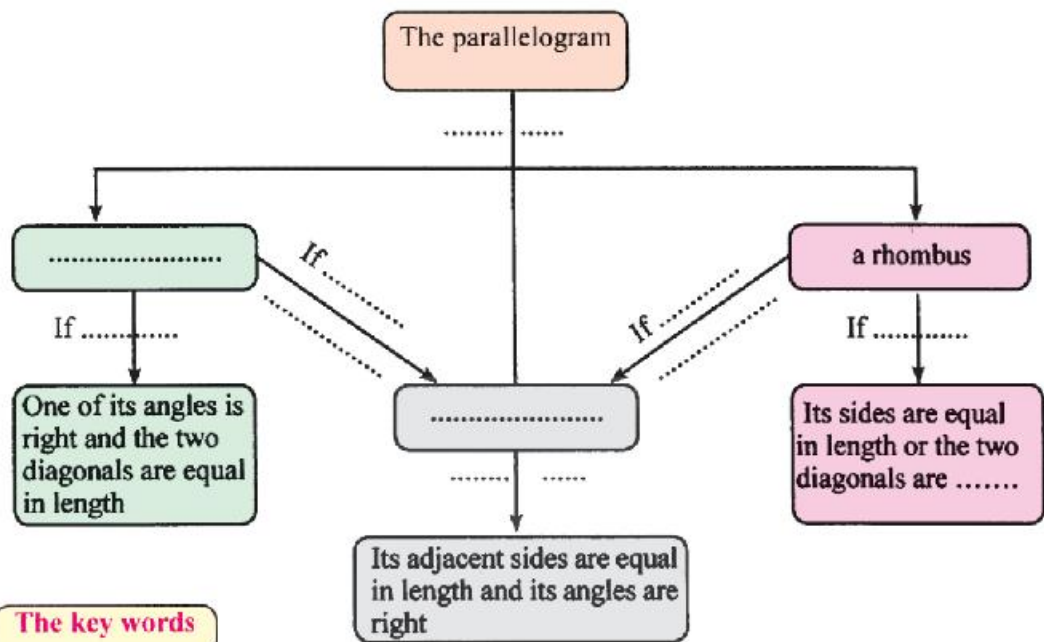 The parallelogram
........ ......
......................
If ........
........
If ........
........
a rhombus
If ............
If ............
One of its angles is
right and the two
diagonals are equal
in length
......................
Its sides are equal
in length or the two
diagonals are .......
........ ......
Its adjacent sides are equal
in length and its angles are
right
The key words